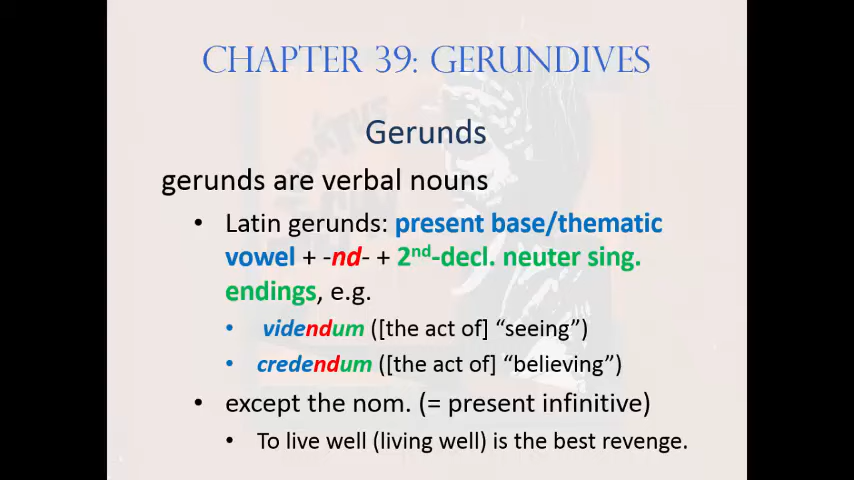 CHAPTER 39: GERUNDIVES
Gerunds
gerunds are verbal nouns
• Latin gerunds: present base/thematic
vowel + -nd- + 2nd-decl. neuter sing.
endings, e.g.
• videndum ([the act of] “seeing”)
• credendum ([the act of] “believing”)
• except the nom. (= present infinitive)
• To live well (living well) is the best revenge.